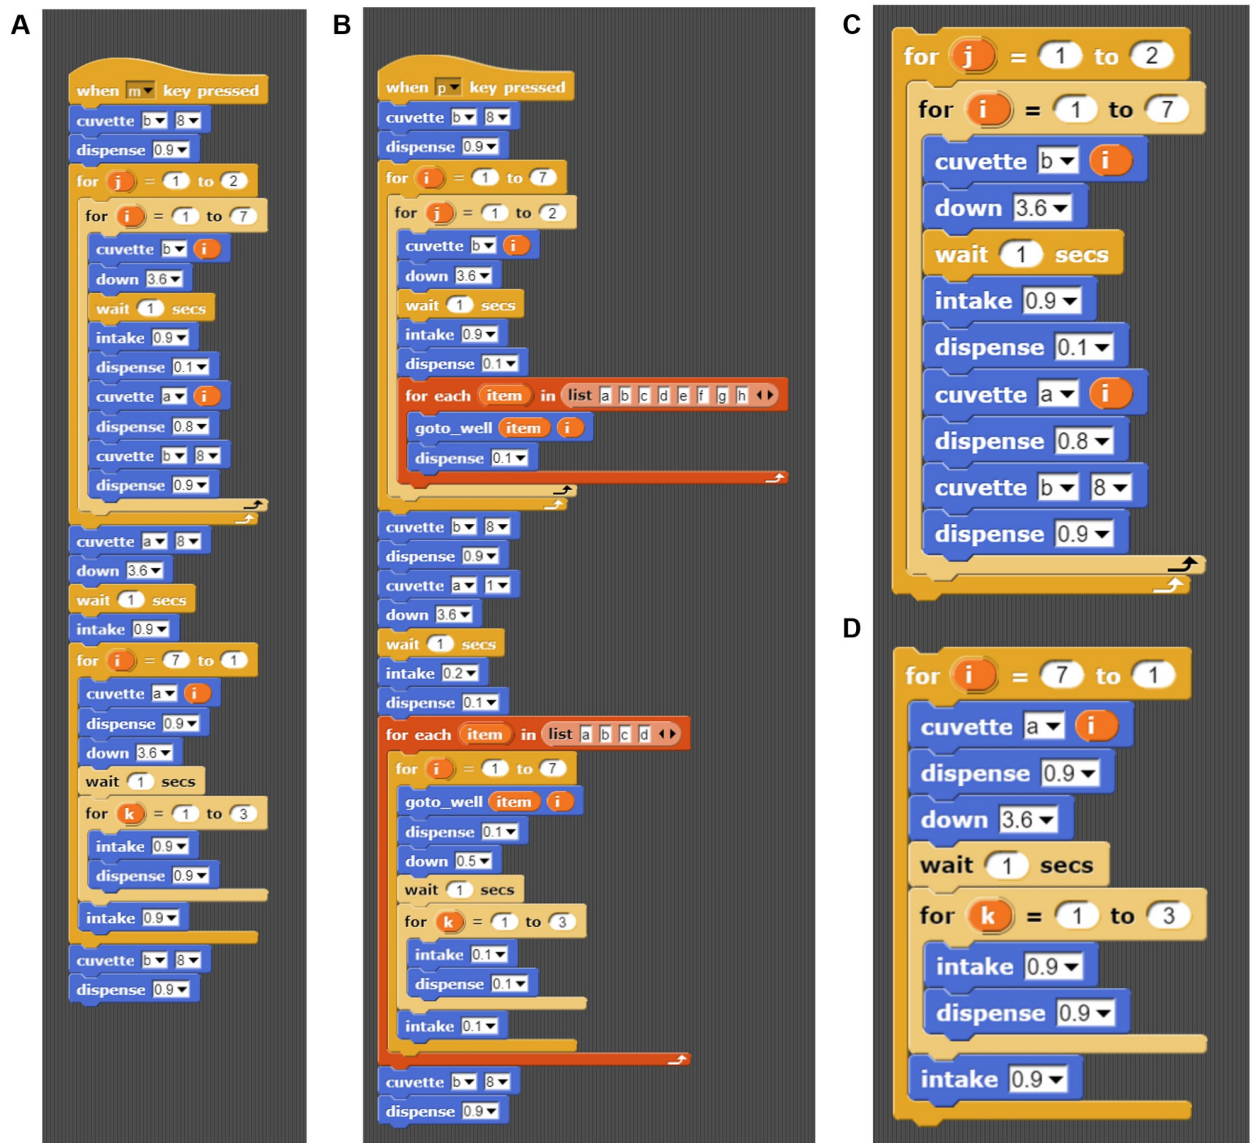 A
when m key pressed
cuvette b 8
dispense 0.9
for j = 1 to 2
for i = 1 to 7
cuvette b i
down 3.6
wait 1 secs
intake 0.9
dispense 0.1
cuvette a i
dispense 0.8
cuvette b 8
dispense 0.9
cuvette a 8
down 3.6
wait 1 secs
intake 0.9
for i = 7 to 1
cuvette a i
dispense 0.9
down 3.6
wait 1 secs
for k = 1 to 3
intake 0.9
dispense 0.9
intake 0.9
cuvette b 8
dispense 0.9
B
when p key pressed
cuvette b 8
dispense 0.9
for i = 1 to 7
for j = 1 to 2
cuvette b i
down 3.6
wait 1 secs
intake 0.9
dispense 0.1
for each item in list a b c d e f g h
goto_well item i
dispense 0.1
cuvette b 8
dispense 0.9
cuvette a 1
down 3.6
wait 1 secs
intake 0.2
dispense 0.1
for each item in list a b c d
for i = 1 to 7
goto_well item i
dispense 0.1
down 0.5
wait 1 secs
for k = 1 to 3
intake 0.1
dispense 0.1
intake 0.1
cuvette b 8
dispense 0.9
C
for j = 1 to 2
for i = 1 to 7
cuvette b i
down 3.6
wait 1 secs
intake 0.9
dispense 0.1
cuvette a i
dispense 0.8
cuvette b 8
dispense 0.9
D
for i = 7 to 1
cuvette a i
dispense 0.9
down 3.6
wait 1 secs
for k = 1 to 3
intake 0.9
dispense 0.9
intake 0.9